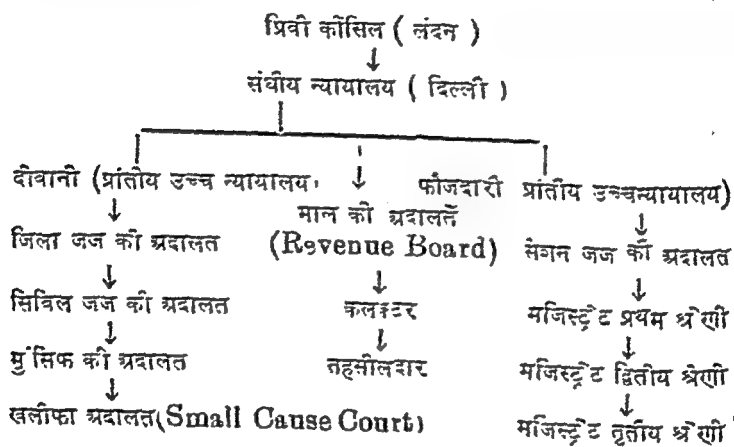 प्रिवी कौंसिल ( लंदन )
↓
संघीय न्यायालय ( दिल्ली )
दीवानी (प्रांतीय उच्च न्यायालय,
↓
जिला जज की अदालत
↓
सिविल जज की अदालत
↓
मुंसिफ की अदालत
↓
खलीफा अदालत(Small Cause Court)
↓
माल की अदालतें
(Revenue Board)
↓
कलक्टर
↓
तहसीलदार
फौजदारी प्रांतीय उच्चन्यायालय)
↓
सेशन जज की अदालत
↓
मजिस्ट्रेट प्रथम श्रेणी
↓
मजिस्ट्रेट द्वितीय श्रेणी
↓
मजिस्ट्रेट तृतीय श्रेणी